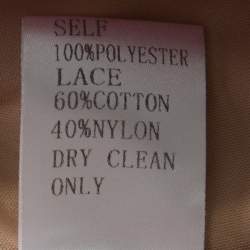 SELF
100%POLYESTER
LACE
60%COTTON
40%NYLON
DRY CLEAN
ONLY